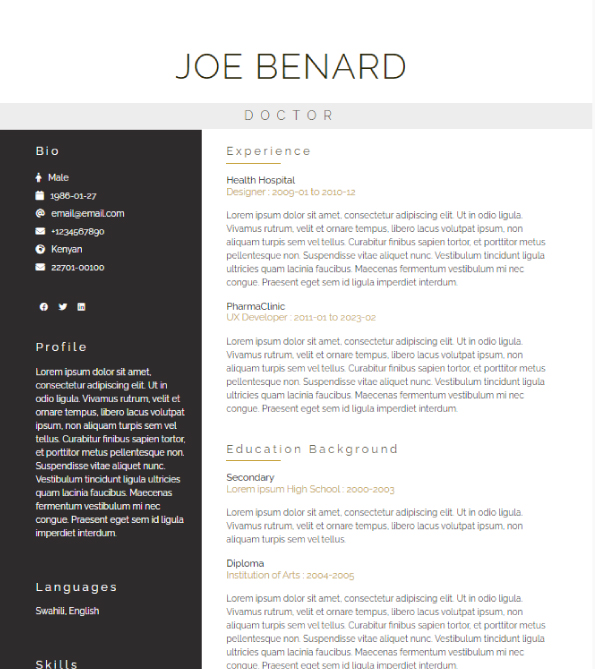 JOE BENARD
DOCTOR
Bio
Male
1986-01-27
email@email.com
+1234567890
Kenyan
22701-00100
Profile
Lorem ipsum dolor sit amet,
consectetur adipiscing elit. Ut in
odio ligula. Vivamus rutrum, velit et
ornare tempus, libero lacus volutpat
ipsum, non aliquam turpis sem vel
tellus. Curabitur finibus sapien tortor,
et porttitor metus pellentesque non.
Suspendisse vitae aliquet nunc.
Vestibulum tincidunt ligula ultricies
quam lacinia faucibus. Maecenas
fermentum vestibulum mi nec
congue. Praesent eget sem id ligula
imperdiet interdum.
Languages
Swahili, English
Skills
Experience
Health Hospital
Designer : 2009-01 to 2010-12
Lorem ipsum dolor sit amet, consectetur adipiscing elit. Ut in odio ligula.
Vivamus rutrum, velit et ornare tempus, libero lacus volutpat ipsum, non
aliquam turpis sem vel tellus. Curabitur finibus sapien tortor, et porttitor metus
pellentesque non. Suspendisse vitae aliquet nunc. Vestibulum tincidunt ligula
ultricies quam lacinia faucibus. Maecenas fermentum vestibulum mi nec
congue. Praesent eget sem id ligula imperdiet interdum.
PharmaClinic
UX Developer : 2011-01 to 2023-02
Lorem ipsum dolor sit amet, consectetur adipiscing elit. Ut in odio ligula.
Vivamus rutrum, velit et ornare tempus, libero lacus volutpat ipsum, non
aliquam turpis sem vel tellus. Curabitur finibus sapien tortor, et porttitor metus
pellentesque non. Suspendisse vitae aliquet nunc. Vestibulum tincidunt ligula
ultricies quam lacinia faucibus. Maecenas fermentum vestibulum mi nec
congue. Praesent eget sem id ligula imperdiet interdum.
Education Background
Secondary
Lorem ipsum High School : 2000-2003
Lorem ipsum dolor sit amet, consectetur adipiscing elit. Ut in odio ligula.
Vivamus rutrum, velit et ornare tempus, libero lacus volutpat ipsum, non
aliquam turpis sem vel tellus.
Diploma
Institution of Arts : 2004-2005
Lorem ipsum dolor sit amet, consectetur adipiscing elit. Ut in odio ligula.
Vivamus rutrum, velit et ornare tempus, libero lacus volutpat ipsum, non
aliquam turpis sem vel tellus. Curabitur finibus sapien tortor, et porttitor metus
pellentesque non. Suspendisse vitae aliquet nunc. Vestibulum tincidunt ligula
ultricies quam lacinia faucibus. Maecenas fermentum vestibulum mi nec
congue. Praesent eget sem id ligula imperdiet interdum.